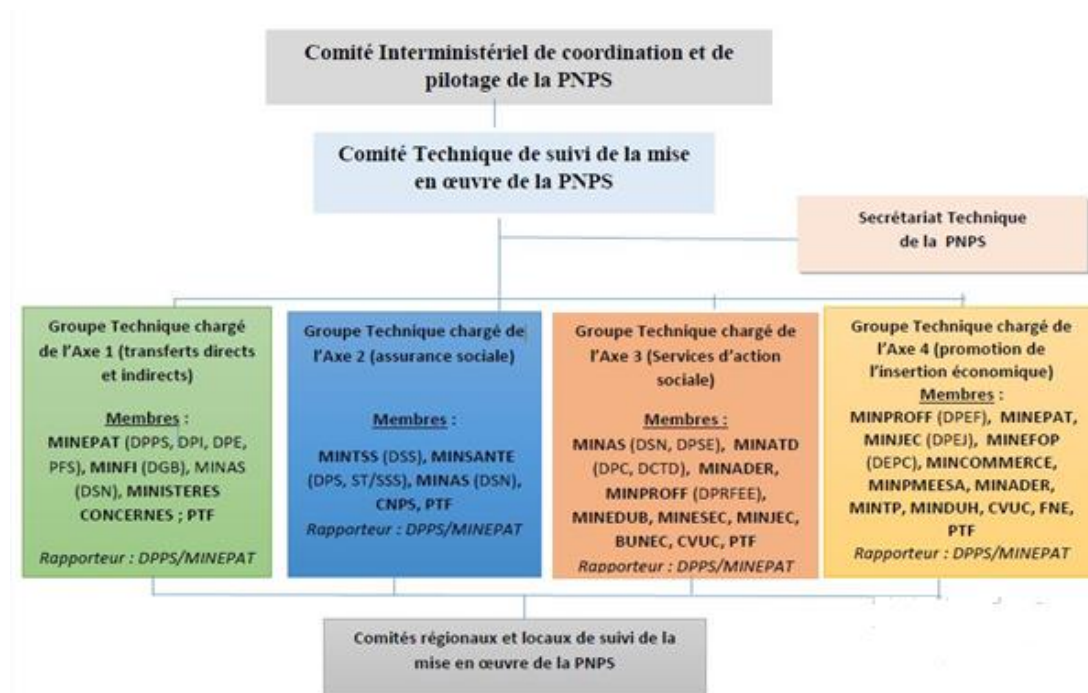 Comité Interministériel de coordination et de
pilotage de la PNPS
Comité Technique de suivi de la mise
en œuvre de la PNPS
Secrétariat Technique
de la PNPS
Groupe Technique chargé
de l’Axe 1 (transferts directs
et indirects)
Membres :
MINEPAT (DPPS, DPI, DPE,
PFS), MINFI (DGB), MINAS
(DSN), MINISTERES
CONCERNES ; PTF
Rapporteur : DPPS/MINEPAT
Groupe Technique chargé de
l’Axe 2 (assurance sociale)
Membres :
MINTSS (DSS), MINSANTE
(DPS, ST/SSS), MINAS (DSN),
CNPS, PTF
Rapporteur : DPPS/MINEPAT
Groupe Technique chargé de
l’Axe 3 (Services d’action
sociale)
Membres :
MINAS (DSN, DPSE), MINATD
(DPC, DCTD), MINADER,
MINPROFF (DPRFEE),
MINEDUB, MINESEC, MINJEC,
BUNEC, CVUC, PTF
Rapporteur : DPPS/MINEPAT
Groupe Technique chargé de
l’Axe 4 (promotion de
l’insertion économique)
Membres :
MINPROFF (DPEF), MINEPAT,
MINJEC (DPEJ), MINEFOP
(DEPC), MINCOMMERCE,
MINPMEESA, MINADER,
MINTP, MINDUH, CVUC, FNE,
PTF
Rapporteur : DPPS/MINEPAT
Comités régionaux et locaux de suivi de la
mise en œuvre de la PNPS